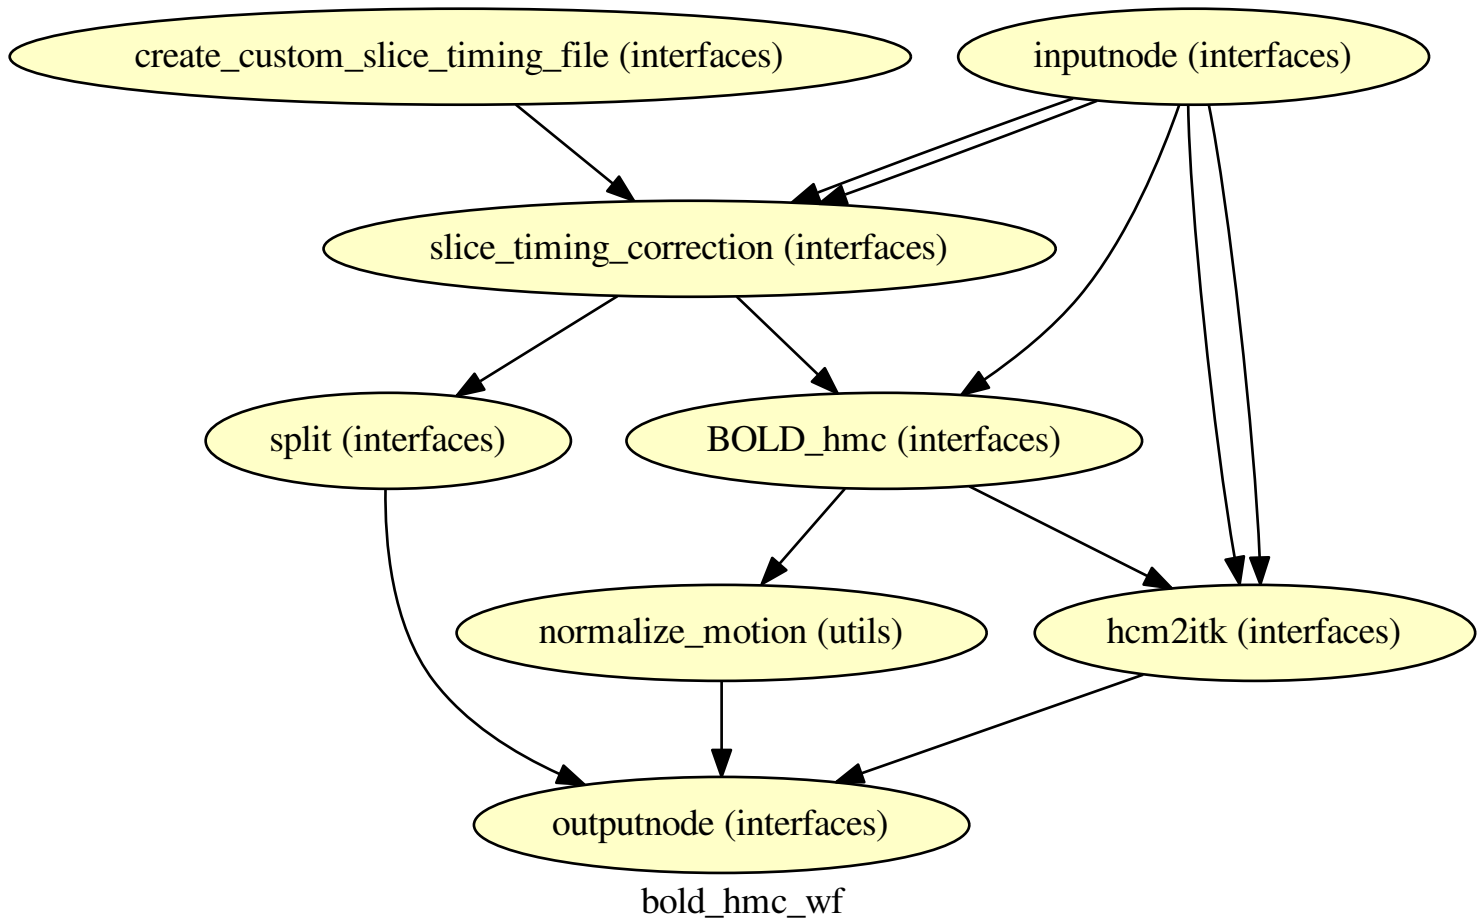 create_custom_slice_timing_file (interfaces)
inputnode (interfaces)
slice_timing_correction (interfaces)
split (interfaces)
BOLD_hmc (interfaces)
normalize_motion (utils)
hcm2itk (interfaces)
outputnode (interfaces)
bold_hmc_wf